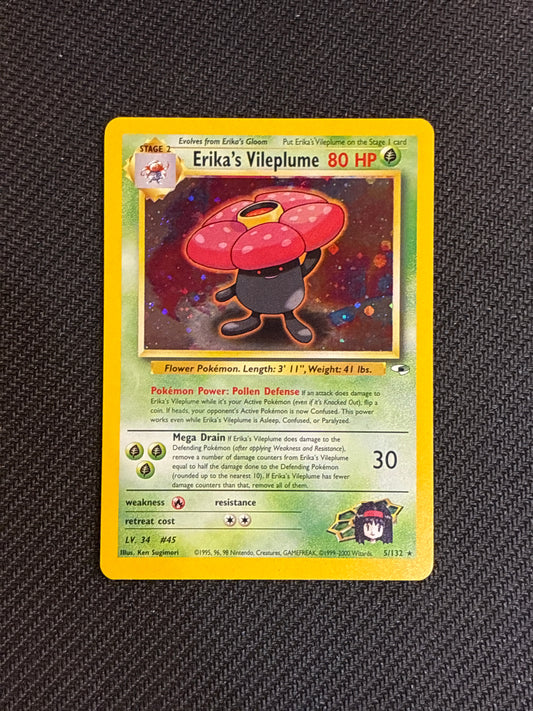 STAGE 2
Evolves from Erika's Gloom
Put Erika's Vileplume on the Stage 1 card
Erika's Vileplume 80 HP
Flower Pokémon. Length: 3' 11", Weight: 41 lbs.
Pokémon Power: Pollen Defense If an attack does damage to
Erika's Vileplume while it's your Active Pokémon (even if it's Knocked Out), flip a
coin. If heads, your opponent's Active Pokémon is now Confused. This power
works even while Erika's Vileplume is Asleep, Confused, or Paralyzed.
Mega Drain If Erika's Vileplume does damage to the
Defending Pokémon (after applying Weakness and Resistance),
remove a number of damage counters from Erika's Vileplume
equal to half the damage done to the Defending Pokémon
(rounded up to the nearest 10). If Erika's Vileplume has fewer
damage counters than that, remove all of them.
30
weakness
resistance
retreat cost
LV. 34 #45
Illus. Ken Sugimori
©1995, 96, 98 Nintendo, Creatures, GAMEFREAK. ©1999-2000 Wizards.
5/132 ★